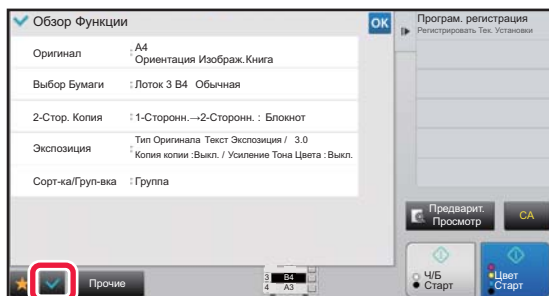 Обзор Функции
OK
Оригинал : A4
Ориентация Изображ.Книга
Выбор Бумаги : Лоток 3 B4 Обычная
2-Стор. Копия : 1-Сторонн.→2-Сторонн. : Блокнот
Экспозиция : Тип Оригинала Текст Экспозиция / 3.0
Копия копии :Выкл. / Усиление Тона Цвета : Выкл.
Сорт-ка/Груп-вка : Группа
Прочие
3 B4
4 A3
Програм. регистрация
Регистрировать Тек. Установки
Предварит.
Просмотр
CA
Ч/Б
Старт
Цвет
Старт